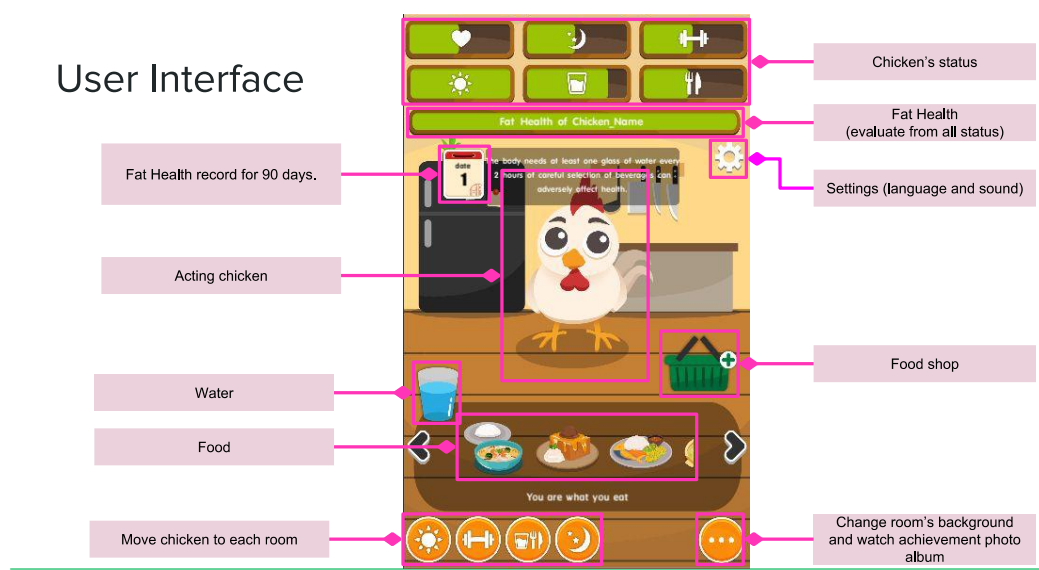 User Interface
Chicken's status
Fat Health of Chicken_Name
Fat Health
(evaluate from all status)
Fat Health record for 90 days.
date
1
he body needs at least one glass of water every
2 hours of careful selection of beverages can
adversely affect health.
Settings (language and sound)
Acting chicken
Food shop
Water
Food
You are what you eat
Move chicken to each room
Change room's background
and watch achievement photo
album